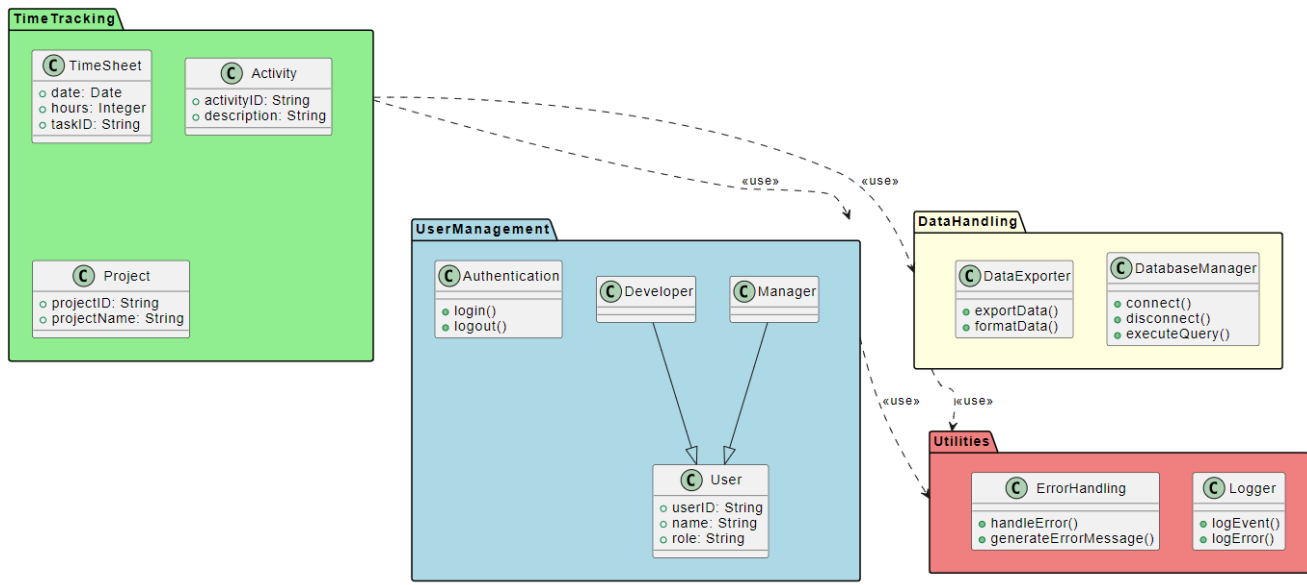 TimeTracking
C TimeSheet
date: Date
hours: Integer
taskID: String
C Activity
activityID: String
description: String
C Project
projectID: String
projectName: String
«use»
«use»
UserManagement
C Authentication
login()
logout()
C Developer
C Manager
C User
userID: String
name: String
role: String
DataHandling
C DataExporter
exportData()
formatData()
C DatabaseManager
connect()
disconnect()
executeQuery()
«use»
«use»
Utilities
C ErrorHandling
handleError()
generateErrorMessage()
C Logger
logEvent()
logError()